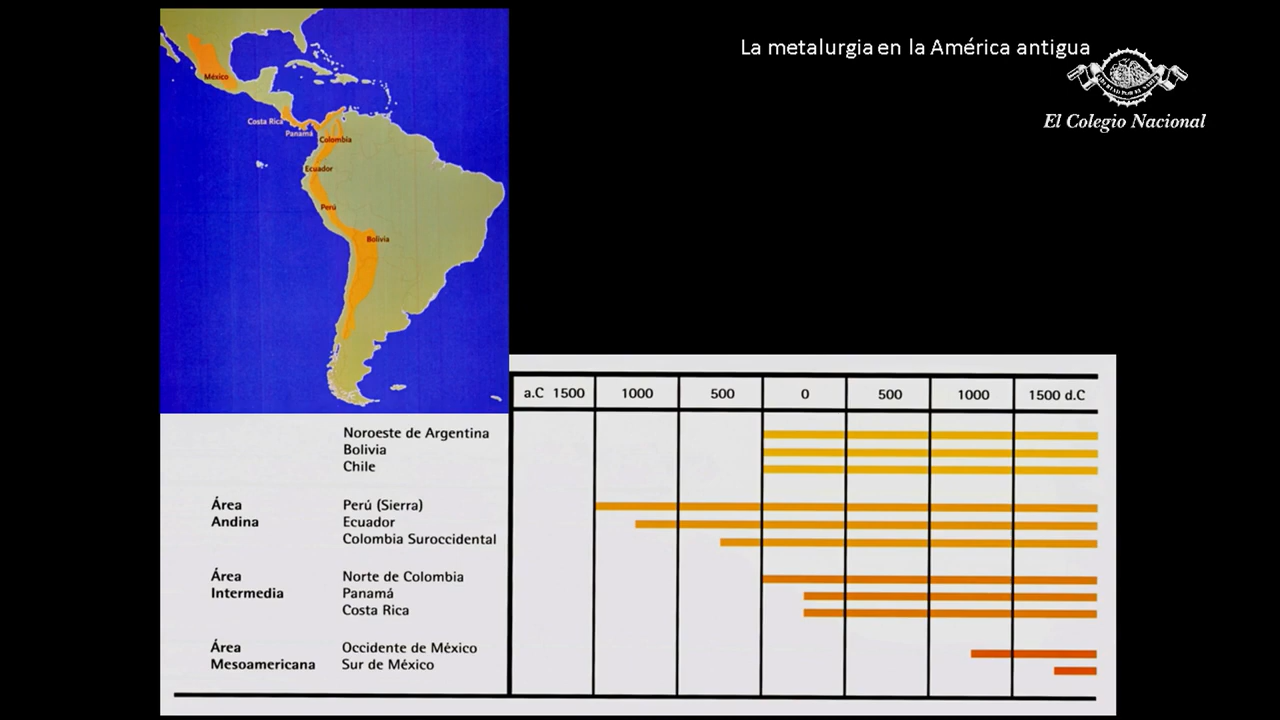 La metalurgia en la América antigua
El Colegio Nacional
México
Costa Rica
Panamá
Colombia
Ecuador
Perú
Bolivia
a.C 1500 1000 500 0 500 1000 1500 d.C
Noroeste de Argentina
Bolivia
Chile
Área Perú (Sierra)
Andina Ecuador
Colombia Suroccidental
Área Norte de Colombia
Intermedia Panamá
Costa Rica
Área Occidente de México
Mesoamericana Sur de México